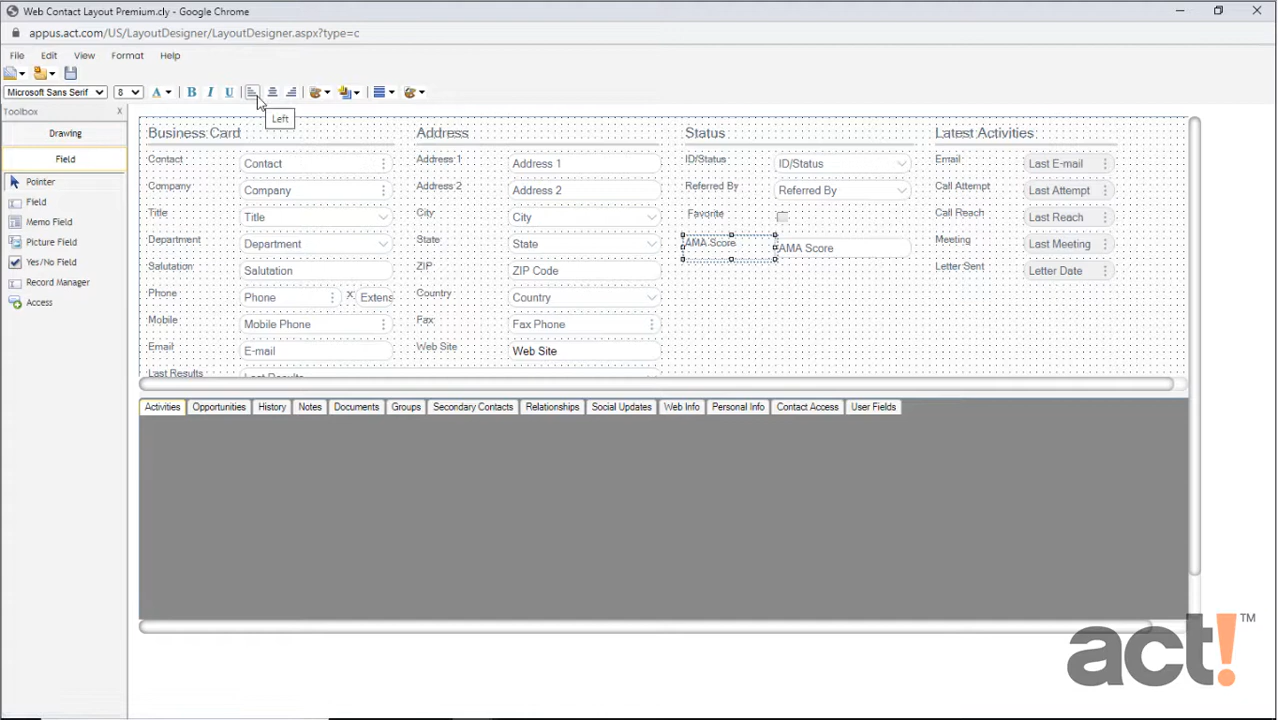 Web Contact Layout Premium.cly - Google Chrome
appus.act.com/US/LayoutDesigner/LayoutDesigner.aspx?type=c
File Edit View Format Help
Microsoft Sans Serif 8 A B I U
Left
Toolbox x
Drawing
Field
Pointer
Field
Memo Field
Picture Field
Yes/No Field
Record Manager
Access
Business Card Address Status Latest Activities
Contact Contact Address 1 Address 1 ID/Status ID/Status Email Last E-mail
Company Company Address 2 Address 2 Referred By Referred By Call Attempt Last Attempt
Title Title City City Favorite Call Reach Last Reach
Department Department State State AMA Score AMA Score Meeting Last Meeting
Salutation Salutation ZIP ZIP Code Letter Sent Letter Date
Phone Phone X Extens Country Country
Mobile Mobile Phone Fax Fax Phone
Email E-mail Web Site Web Site
Last Results Last Results
Activities Opportunities History Notes Documents Groups Secondary Contacts Relationships Social Updates Web Info Personal Info Contact Access User Fields
act! TM